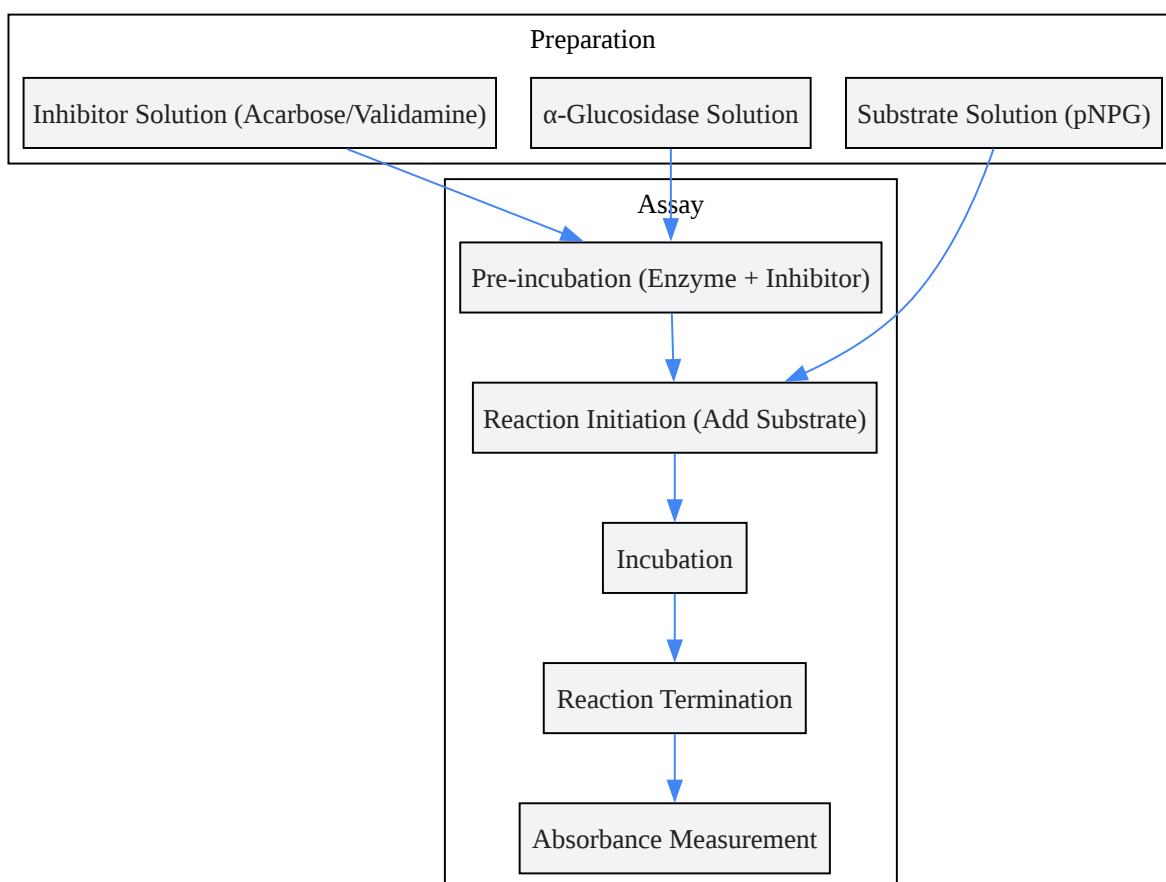 Preparation
Inhibitor Solution (Acarbose/Validamine)
α-Glucosidase Solution
Substrate Solution (pNPG)
Assay
Pre-incubation (Enzyme + Inhibitor)
Reaction Initiation (Add Substrate)
Incubation
Reaction Termination
Absorbance Measurement